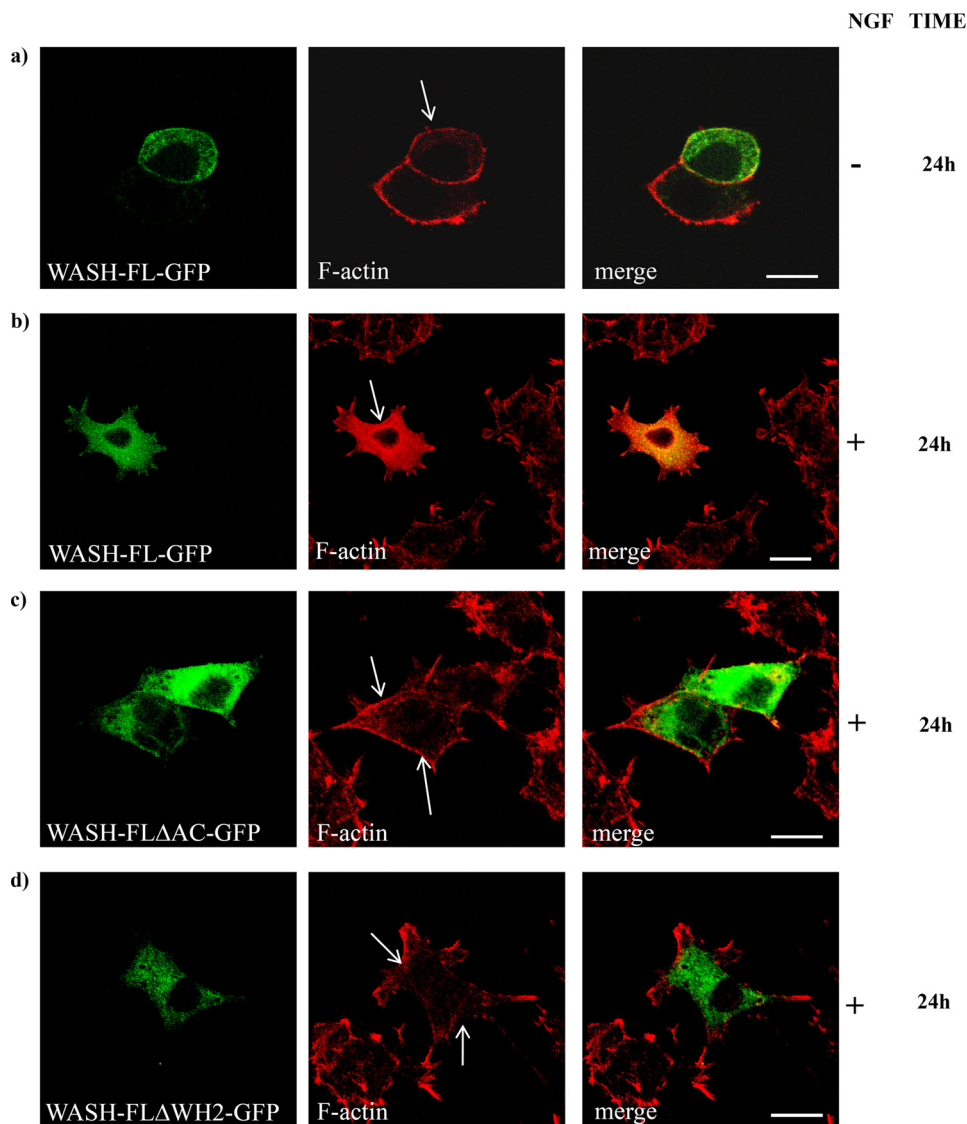 NGF TIME
a)
WASH-FL-GFP F-actin merge - 24h
b)
WASH-FL-GFP F-actin merge + 24h
c)
WASH-FLΔAC-GFP F-actin merge + 24h
d)
WASH-FLΔWH2-GFP F-actin merge + 24h